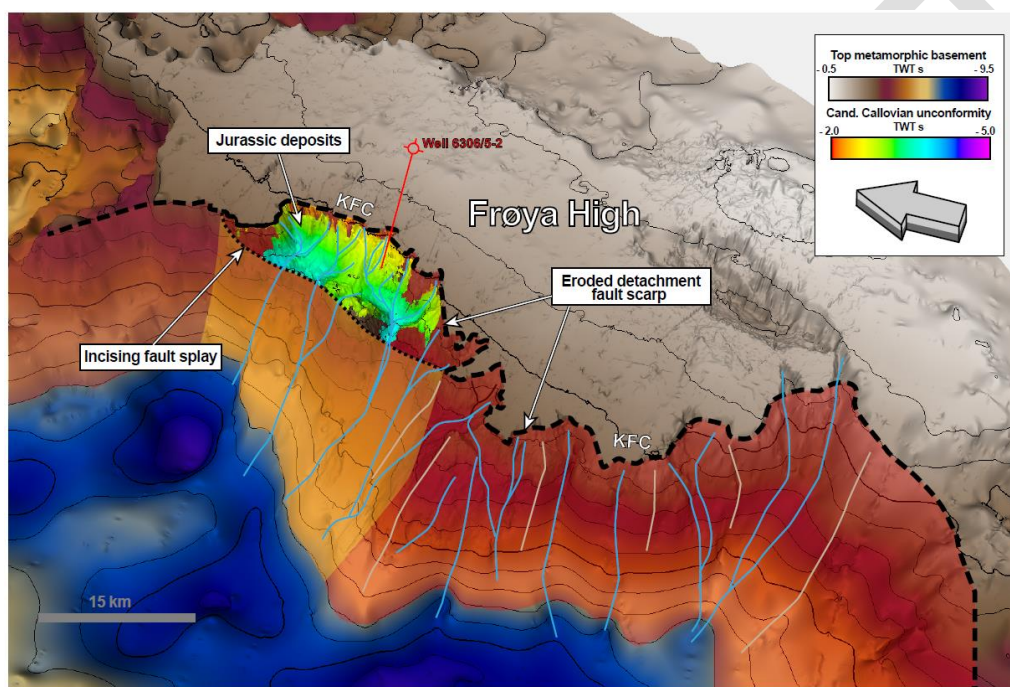 Top metamorphic basement
- 0.5 TWT s - 9.5
Cand. Callovian unconformity
- 2.0 TWT s - 5.0
Jurassic deposits
Well 6306/5-2
KFC
Frøya High
Eroded detachment
fault scarp
Incising fault splay
KFC
15 km